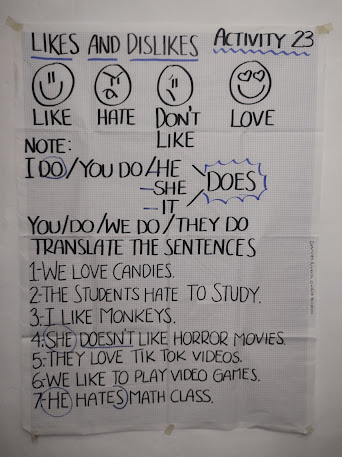 LIKES AND DISLIKES ACTIVITY 23
LIKE HATE DON'T LIKE LOVE
NOTE:
I DO/YOU DO/HE
-SHE
-IT
DOES
YOU/DO/WE DO/THEY DO
TRANSLATE THE SENTENCES
1-WE LOVE CANDIES.
2-THE STUDENTS HATE TO STUDY.
3-I LIKE MONKEYS.
4-SHE DOESN'T LIKE HORROR MOVIES.
5-THEY LOVE TIK TOK VIDEOS.
6-WE LIKE TO PLAY VIDEO GAMES.
7-HE HATES MATH CLASS.